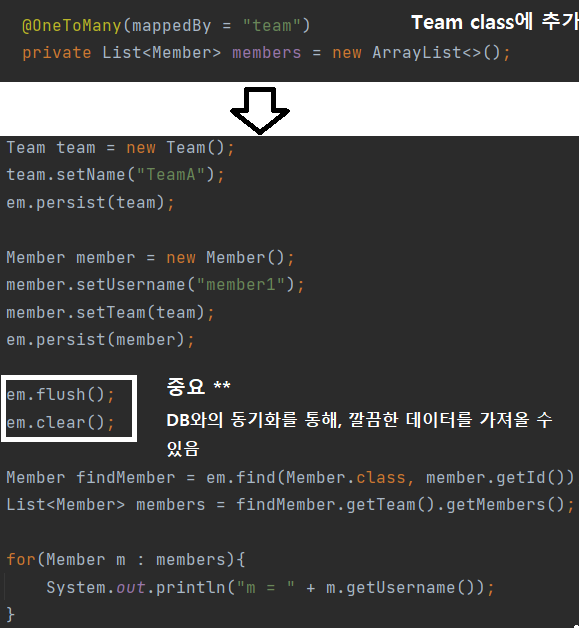 @OneToMany(mappedBy = "team")
Team class에 추가
private List<Member> members = new ArrayList<>();
Team team = new Team();
team.setName("TeamA");
em.persist(team);
Member member = new Member();
member.setUsername("member1");
member.setTeam(team);
em.persist(member);
em.flush();
em.clear();
중요 **
DB와의 동기화를 통해, 깔끔한 데이터를 가져올 수
있음
Member findMember = em.find(Member.class, member.getId())
List<Member> members = findMember.getTeam().getMembers();
for(Member m : members){
System.out.println("m = " + m.getUsername());
}